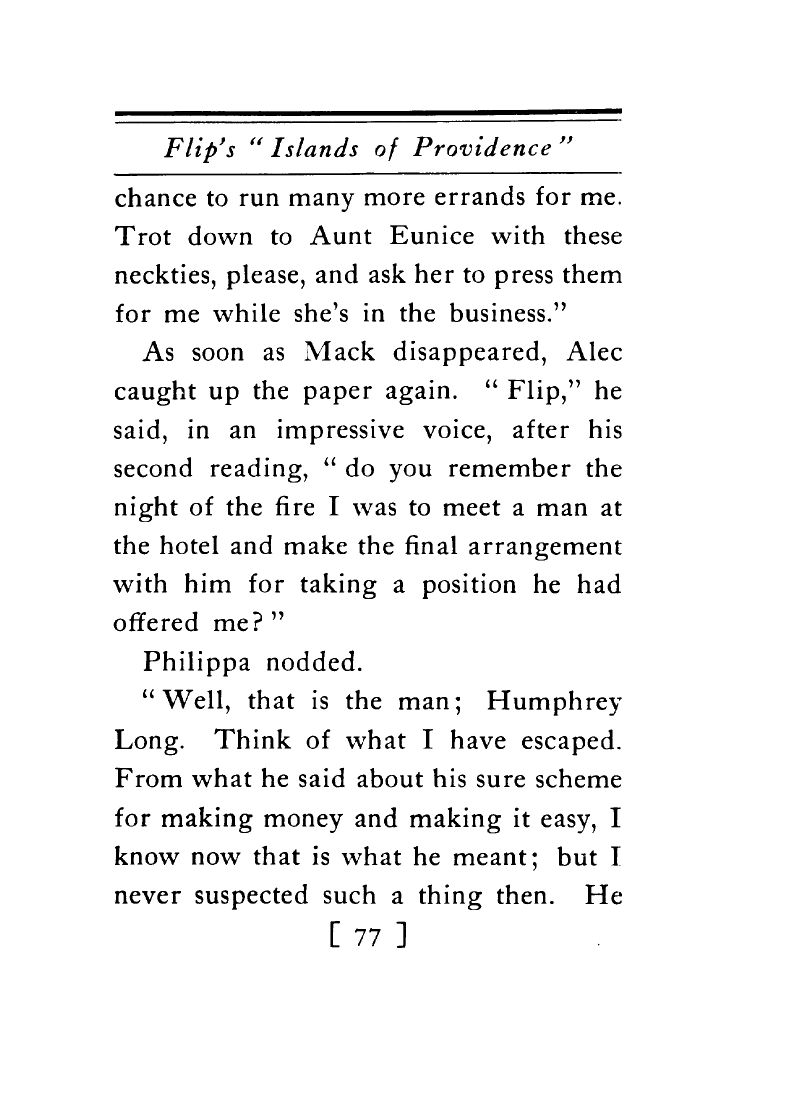 Flip's “ Islands of Providence ”
chance to run many more errands for me.
Trot down to Aunt Eunice with these
neckties, please, and ask her to press them
for me while she's in the business.”
As soon as Mack disappeared, Alec
caught up the paper again. “ Flip,” he
said, in an impressive voice, after his
second reading, “ do you remember the
night of the fire I was to meet a man at
the hotel and make the final arrangement
with him for taking a position he had
offered me? ”
Philippa nodded.
“ Well, that is the man; Humphrey
Long. Think of what I have escaped.
From what he said about his sure scheme
for making money and making it easy, I
know now that is what he meant; but I
never suspected such a thing then. He
[ 77 ]